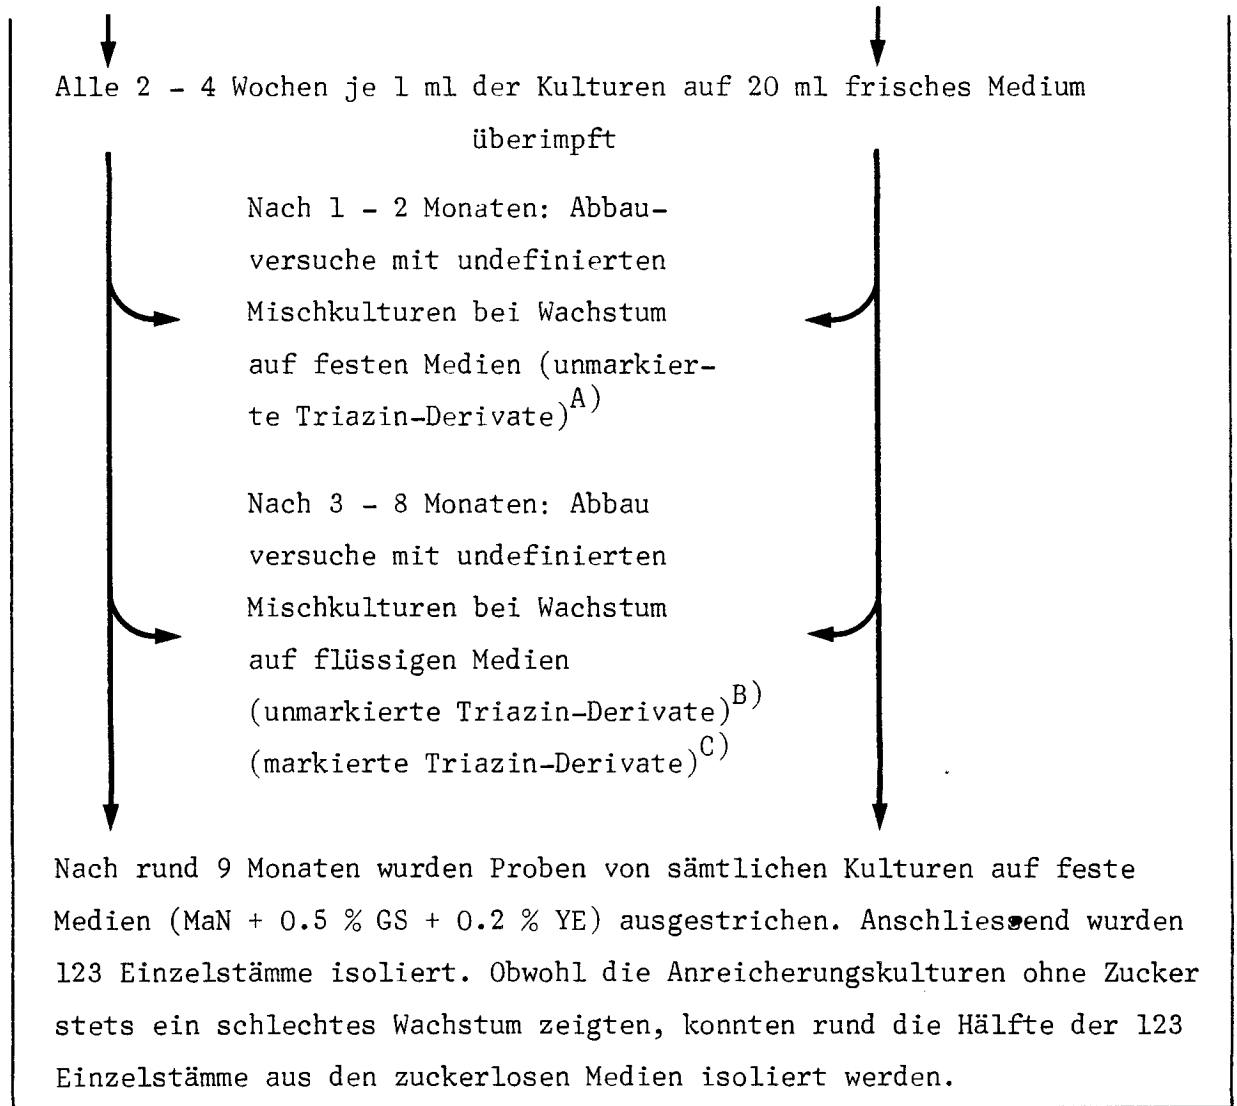 Alle 2 - 4 Wochen je 1 ml der Kulturen auf 20 ml frisches Medium
überimpft
Nach 1 - 2 Monaten: Abbau-
versuche mit undefinierten
Mischkulturen bei Wachstum
auf festen Medien (unmarkier-
te Triazin-Derivate)A)
Nach 3 - 8 Monaten: Abbau
versuche mit undefinierten
Mischkulturen bei Wachstum
auf flüssigen Medien
(unmarkierte Triazin-Derivate)B)
(markierte Triazin-Derivate)C)
Nach rund 9 Monaten wurden Proben von sämtlichen Kulturen auf feste
Medien (MaN + 0.5 % GS + 0.2 % YE) ausgestrichen. Anschliessend wurden
123 Einzelstämme isoliert. Obwohl die Anreicherungskulturen ohne Zucker
stets ein schlechtes Wachstum zeigten, konnten rund die Hälfte der 123
Einzelstämme aus den zuckerlosen Medien isoliert werden.